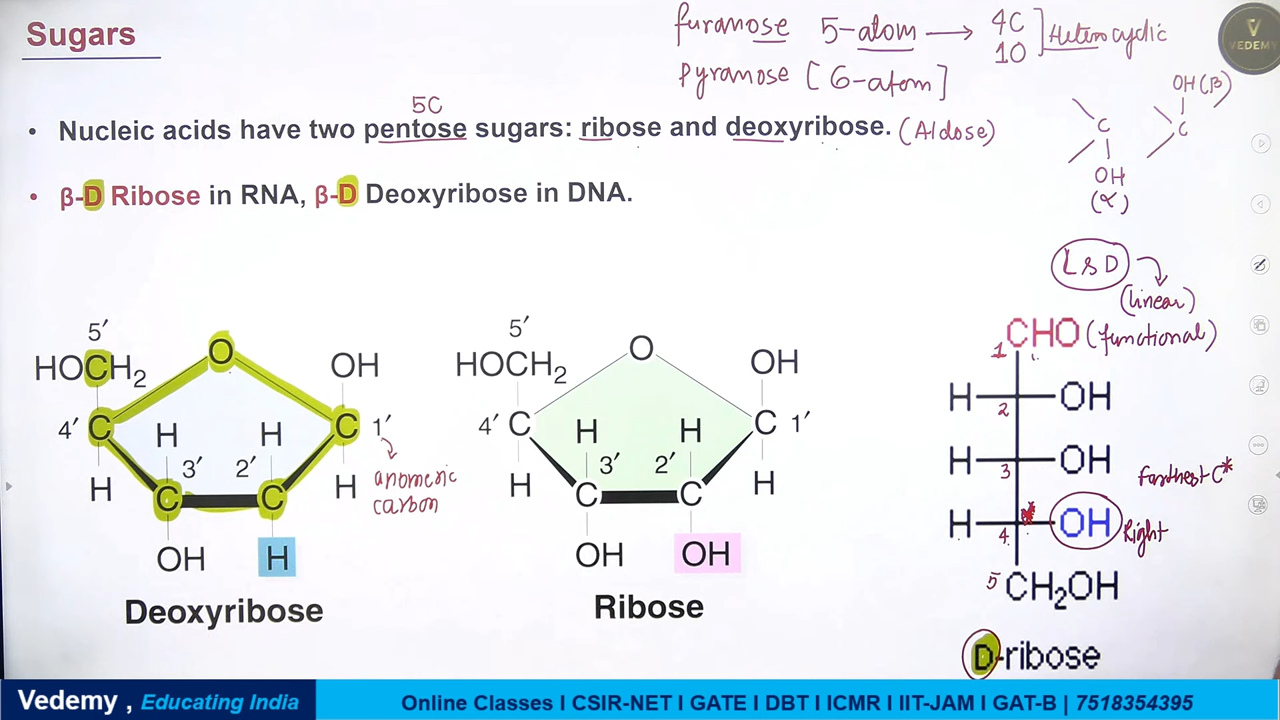 Sugars
furanose 5-atom → 4C ] Heterocyclic
1O
pyranose [6-atom]
V
VEDEMY
5C
• Nucleic acids have two pentose sugars: ribose and deoxyribose. (Aldose)
• β-D Ribose in RNA, β-D Deoxyribose in DNA.
OH(β)
C
C
OH
(α)
L & D
(linear)
5′
HOCH2
O
OH
4′ C
C 1′
H
H
3′
2′
H
C
C
H
OH
H
anomeric
carbon
Deoxyribose
5′
HOCH2
O
OH
4′ C
C 1′
H
H
3′
2′
H
C
C
H
OH
OH
Ribose
1 CHO (functional)
H 2 OH
H 3 OH
farthest C*
H 4 * OH Right
5 CH2OH
D-ribose
Vedemy , Educating India
Online Classes I CSIR-NET I GATE I DBT I ICMR I IIT-JAM I GAT-B | 7518354395